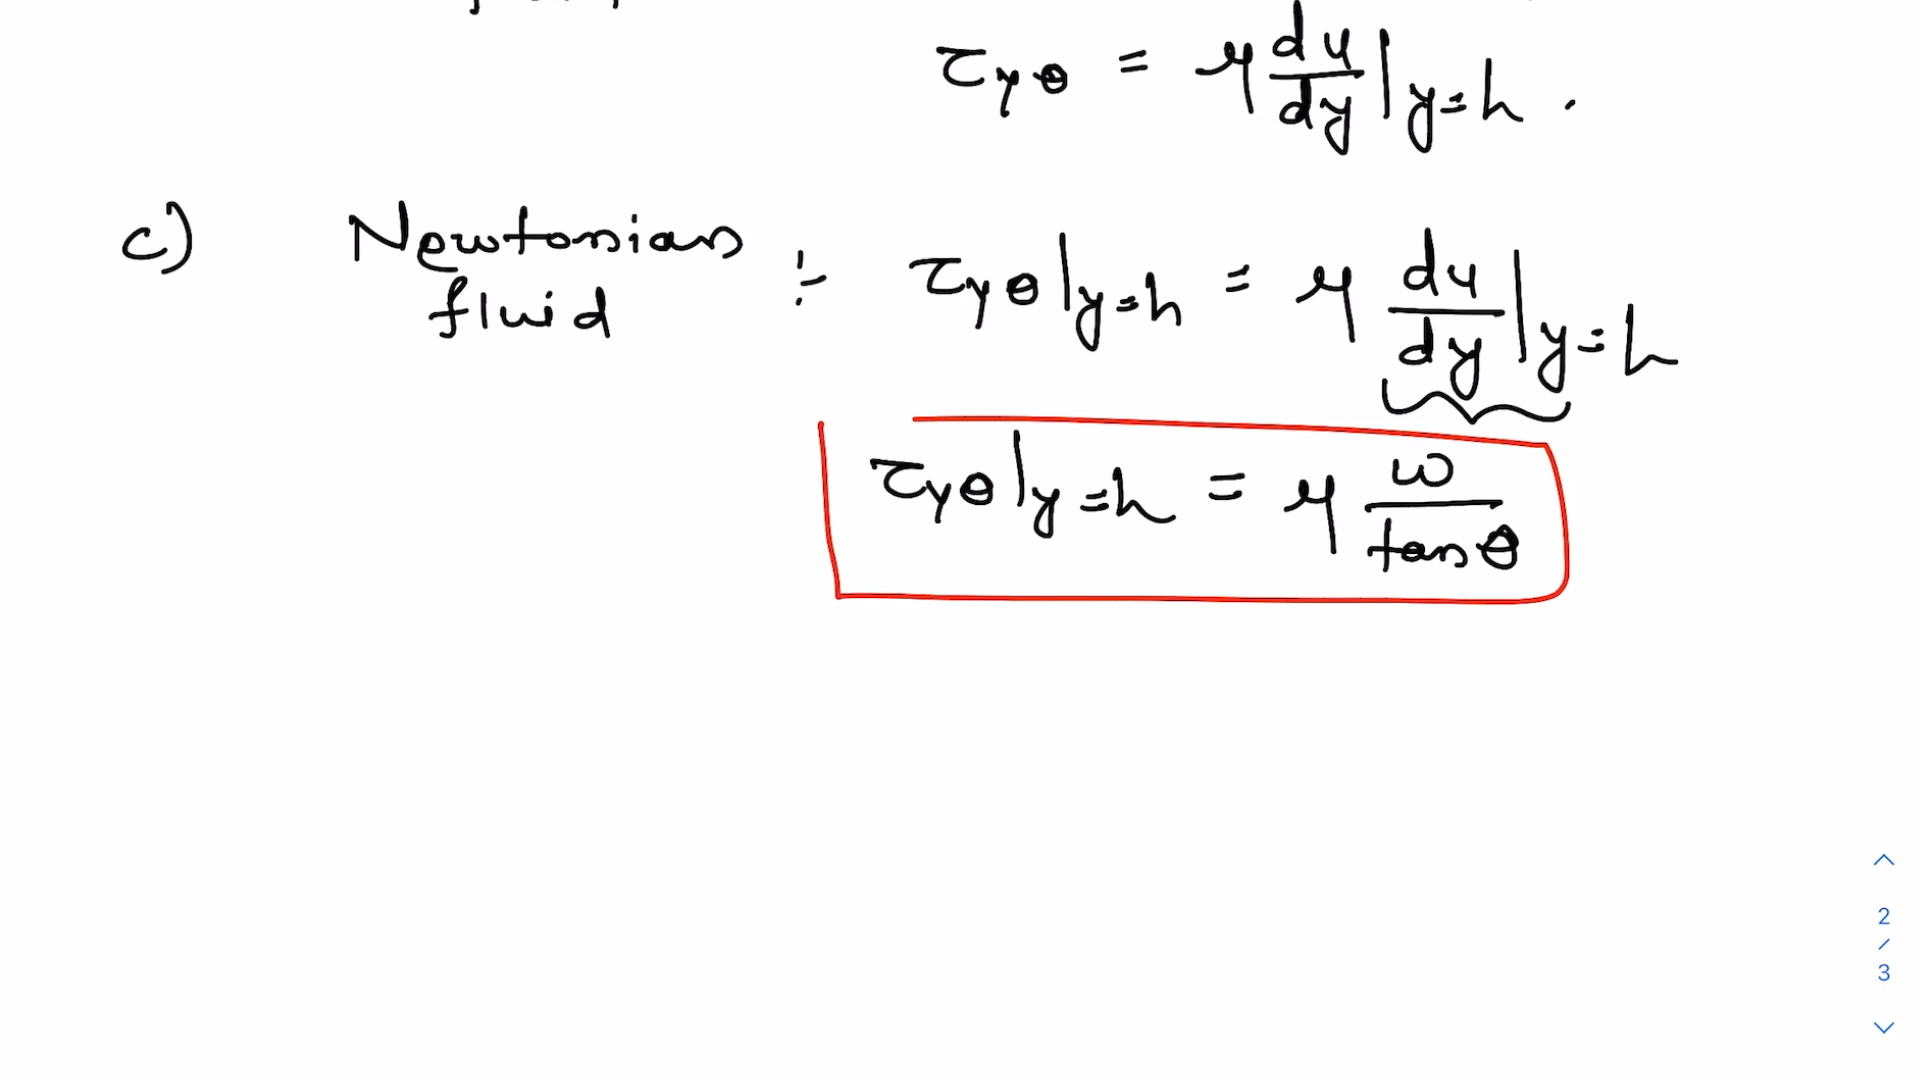 τyθ = μ du/dy |y=h .
c) Newtonian fluid :- τyθ|y=h = μ du/dy |y=h
τyθ|y=h = μ ω/tanθ
2
/
3